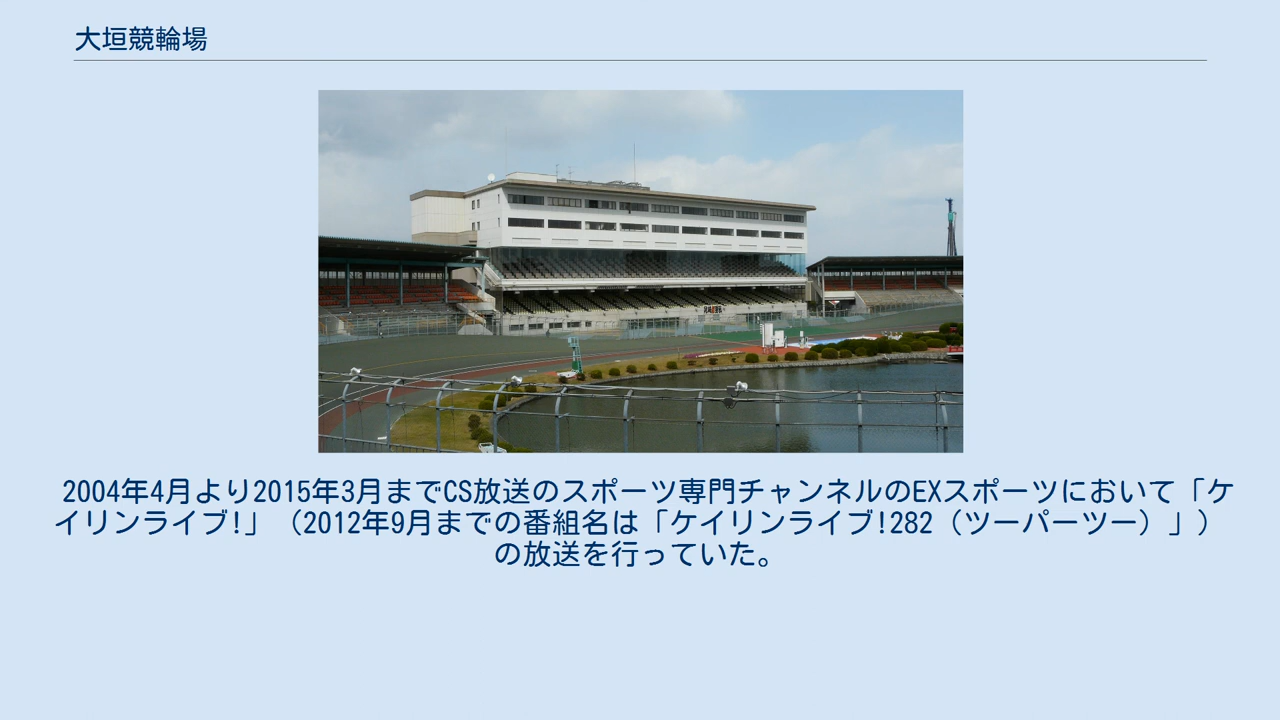 大垣競輪場
2004年4月より2015年3月までCS放送のスポーツ専門チャンネルのEXスポーツにおいて「ケ
イリンライブ!」（2012年9月までの番組名は「ケイリンライブ!282（ツーパーツー）」）
の放送を行っていた。